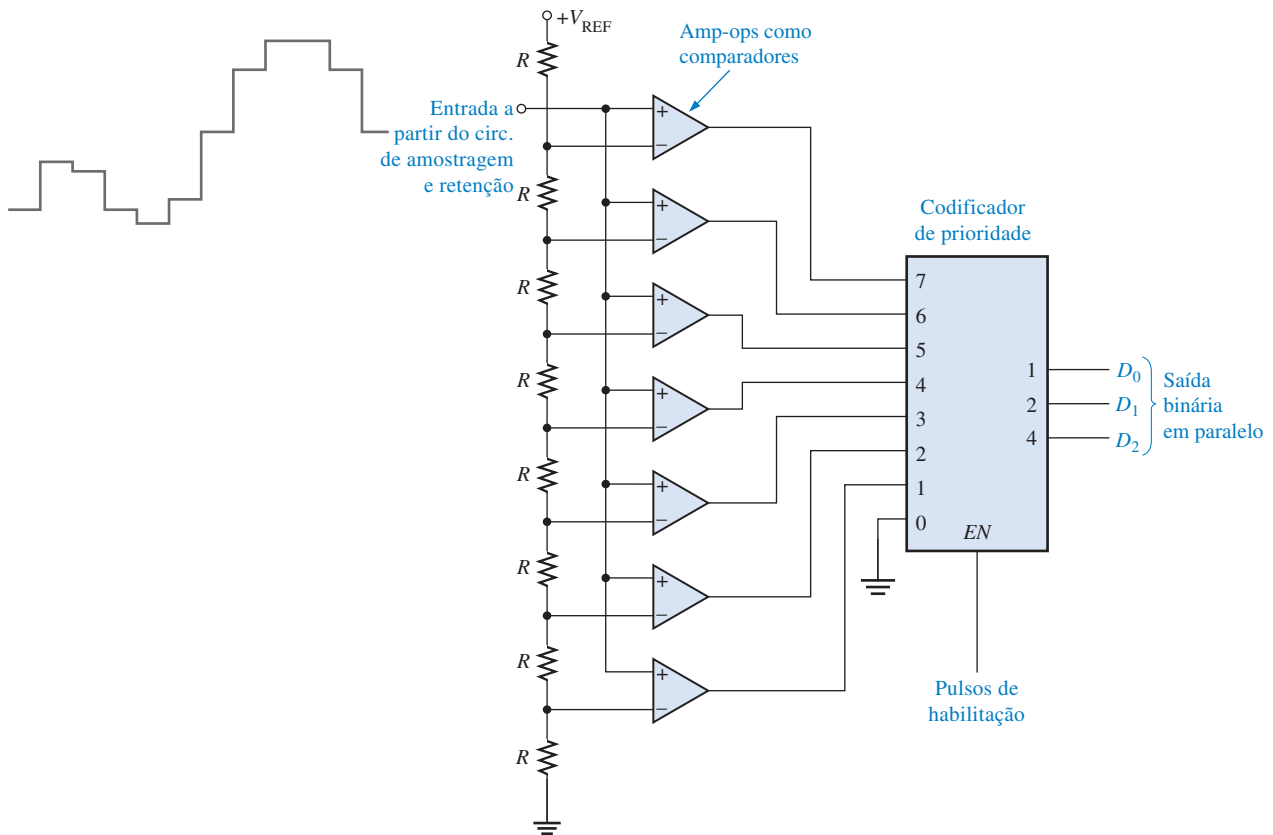 +V_REF
R
Amp-ops como
comparadores
Entrada a
partir do circ.
de amostragem
e retenção
+
−
R
+
−
Codificador
de prioridade
R
+
−
7
6
5
R
+
−
4
1
D_0
3
2
D_1
Saída
binária
em paralelo
2
4
D_2
R
+
−
1
0
EN
R
+
−
R
+
−
Pulsos de
habilitação
R